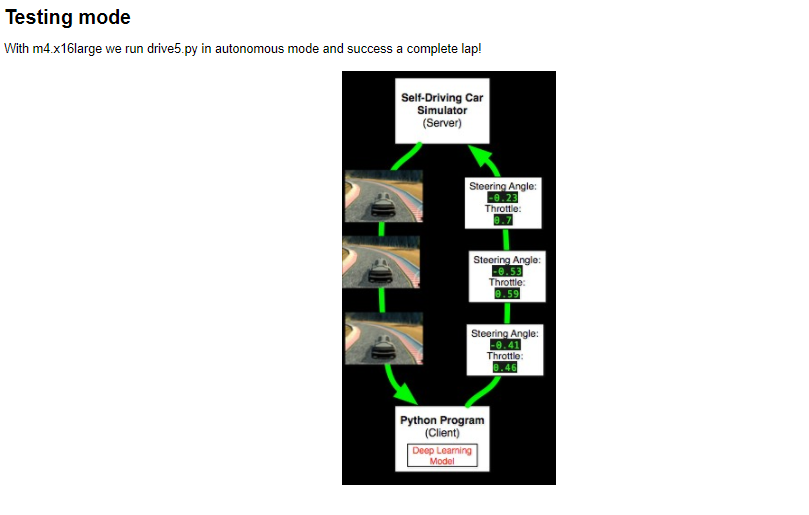 Testing mode
With m4.x16large we run drive5.py in autonomous mode and success a complete lap!
Self-Driving Car
Simulator
(Server)
Steering Angle:
-0.23
Throttle:
0.7
Steering Angle:
-0.53
Throttle:
0.59
Steering Angle:
-0.41
Throttle:
0.46
Python Program
(Client)
Deep Learning
Model